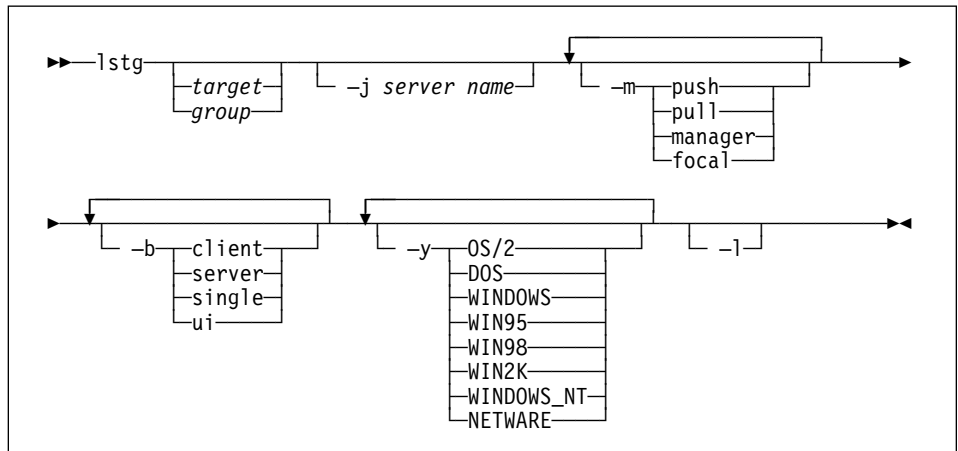 lstg
target
group
–j server name
–m push
pull
manager
focal
–b client
server
single
ui
–y OS/2
DOS
WINDOWS
WIN95
WIN98
WIN2K
WINDOWS_NT
NETWARE
–l